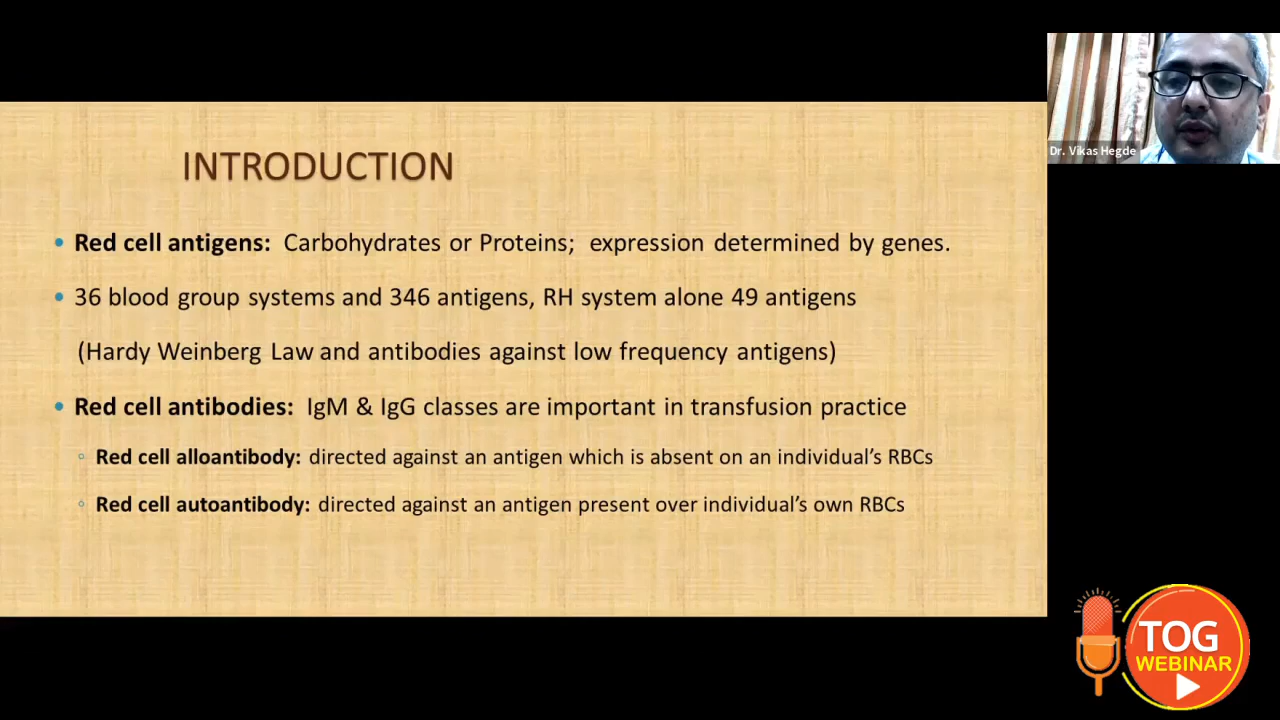 INTRODUCTION
• Red cell antigens: Carbohydrates or Proteins; expression determined by genes.
• 36 blood group systems and 346 antigens, RH system alone 49 antigens
(Hardy Weinberg Law and antibodies against low frequency antigens)
• Red cell antibodies: IgM & IgG classes are important in transfusion practice
◦ Red cell alloantibody: directed against an antigen which is absent on an individual’s RBCs
◦ Red cell autoantibody: directed against an antigen present over individual’s own RBCs
Dr. Vikas Hegde
TOG
WEBINAR